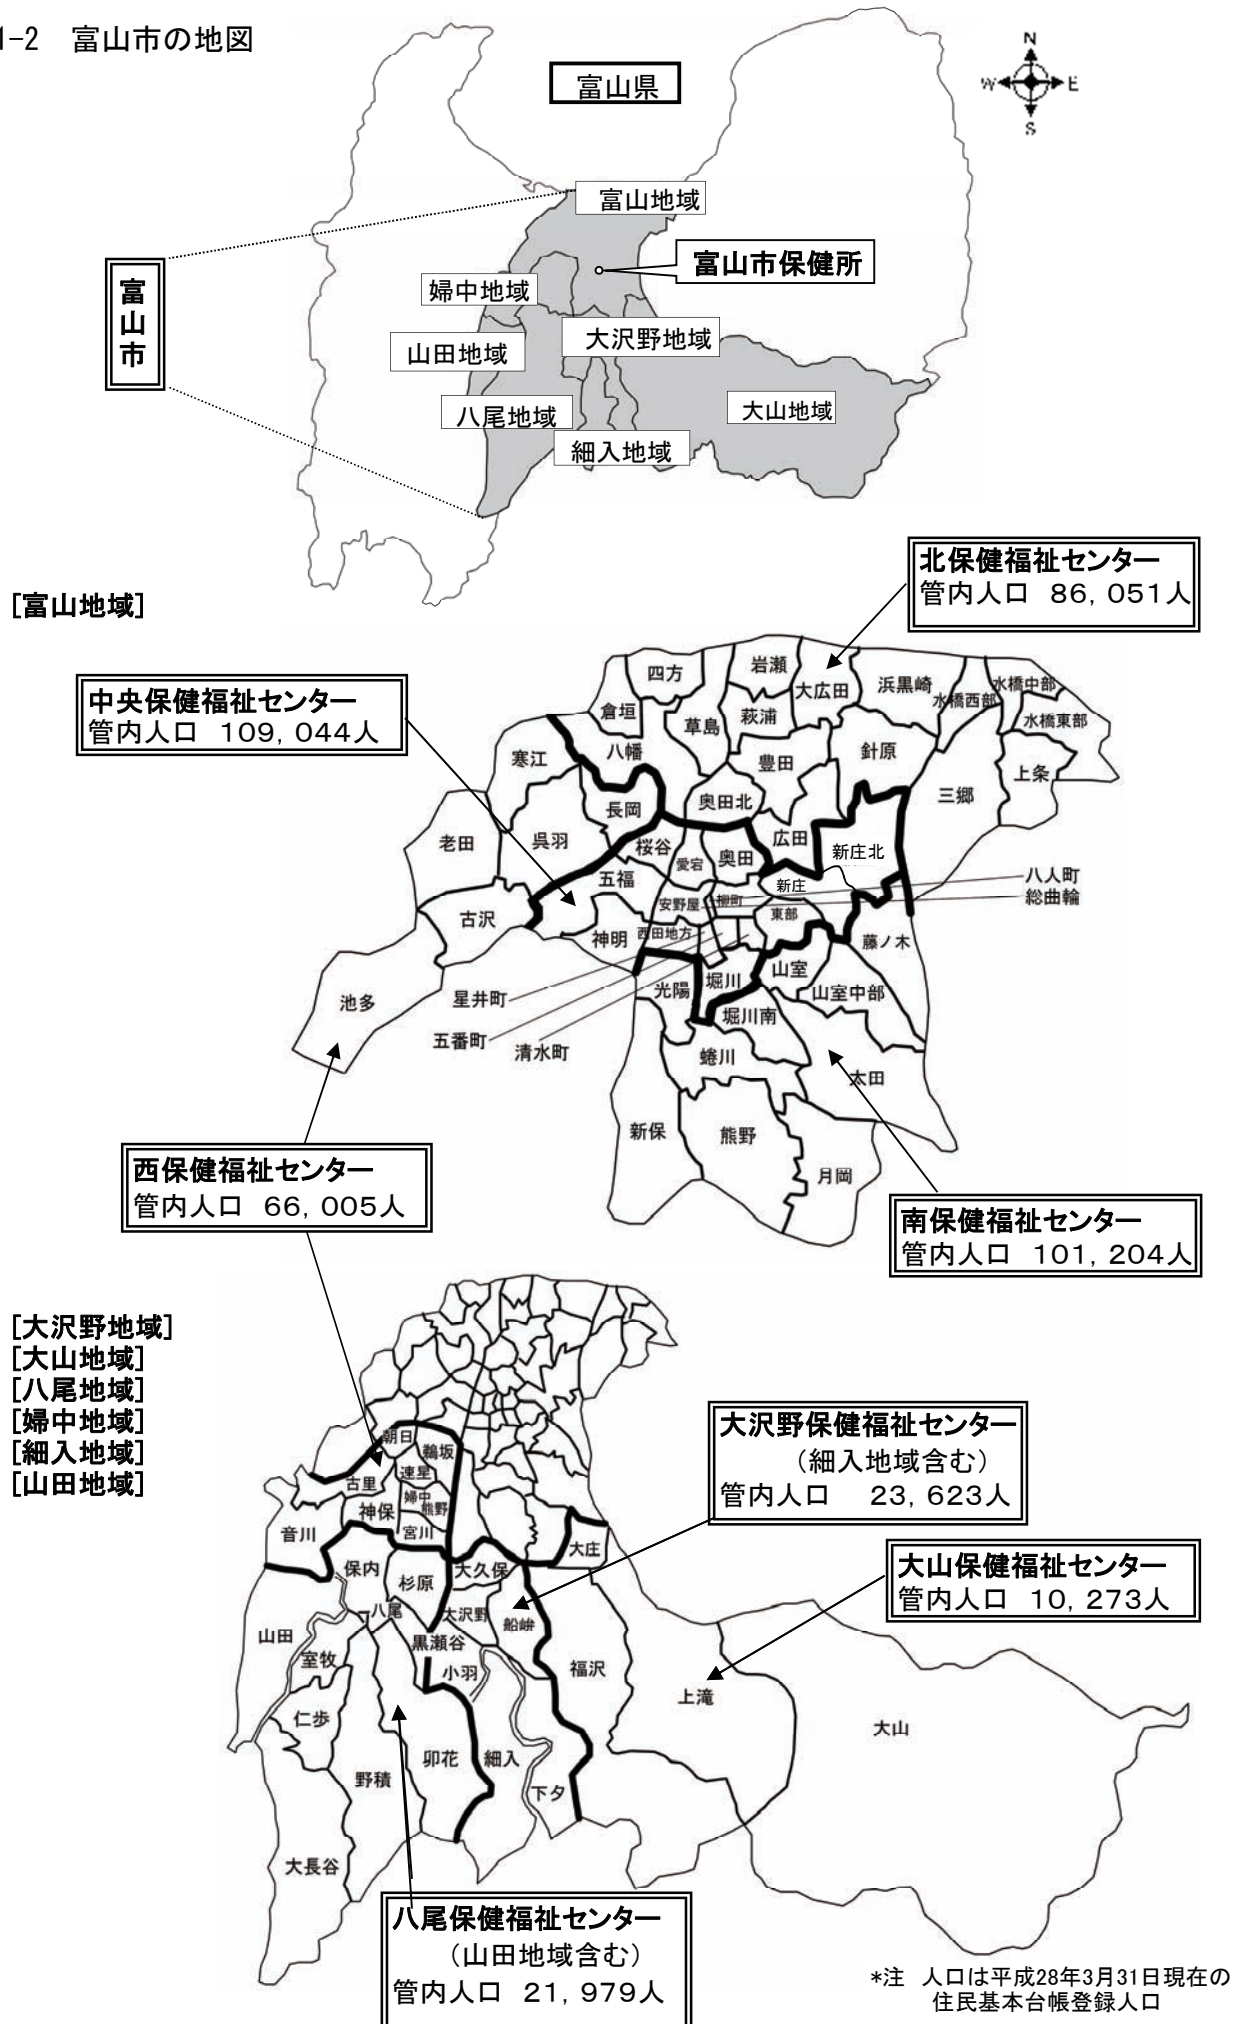 1-2　富山市の地図
富山県
N
W E
S
富山地域
富山市保健所
富山市
婦中地域
大沢野地域
山田地域
大山地域
八尾地域
細入地域
[富山地域]
北保健福祉センター
管内人口　86,051人
中央保健福祉センター
管内人口　109,044人
四方
岩瀬
大広田
浜黒崎
水橋西部
水橋中部
水橋東部
倉垣
草島
萩浦
八幡
寒江
豊田
針原
上条
三郷
長岡
奥田北
老田
呉羽
桜谷
愛宕
奥田
広田
新庄北
五福
新庄
八人町
安野屋
柳町
総曲輪
古沢
神明
西田地方
東部
藤ノ木
池多
星井町
光陽
堀川
山室
山室中部
五番町
清水町
堀川南
蜷川
太田
新保
熊野
月岡
西保健福祉センター
管内人口　66,005人
南保健福祉センター
管内人口　101,204人
[大沢野地域]
[大山地域]
[八尾地域]
[婦中地域]
[細入地域]
[山田地域]
大沢野保健福祉センター
（細入地域含む）
管内人口　23,623人
大山保健福祉センター
管内人口　10,273人
朝日
鵜坂
速星
古里
婦中
熊野
神保
音川
宮川
大庄
保内
杉原
大久保
八尾
大沢野
船峅
山田
室牧
黒瀬谷
小羽
福沢
上滝
大山
仁歩
野積
卯花
細入
下夕
大長谷
八尾保健福祉センター
（山田地域含む）
管内人口　21,979人
*注　人口は平成28年3月31日現在の
住民基本台帳登録人口